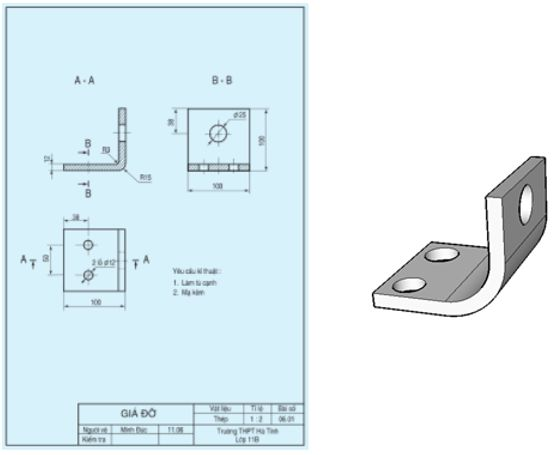 A - A
B - B
B
12
R3
R15
B
38
Ø25
100
100
38
A
A
50
2 lỗ Ø12
100
Yêu cầu kĩ thuật :
1. Làm tù cạnh
2. Mạ kẽm
GIÁ ĐỠ
Vật liệu
Tỉ lệ
Bài số
Thép
1 : 2
06.01
Người vẽ
Minh Đức
11.06
Trường THPT Hà Tĩnh
Kiểm tra
Lớp 11B